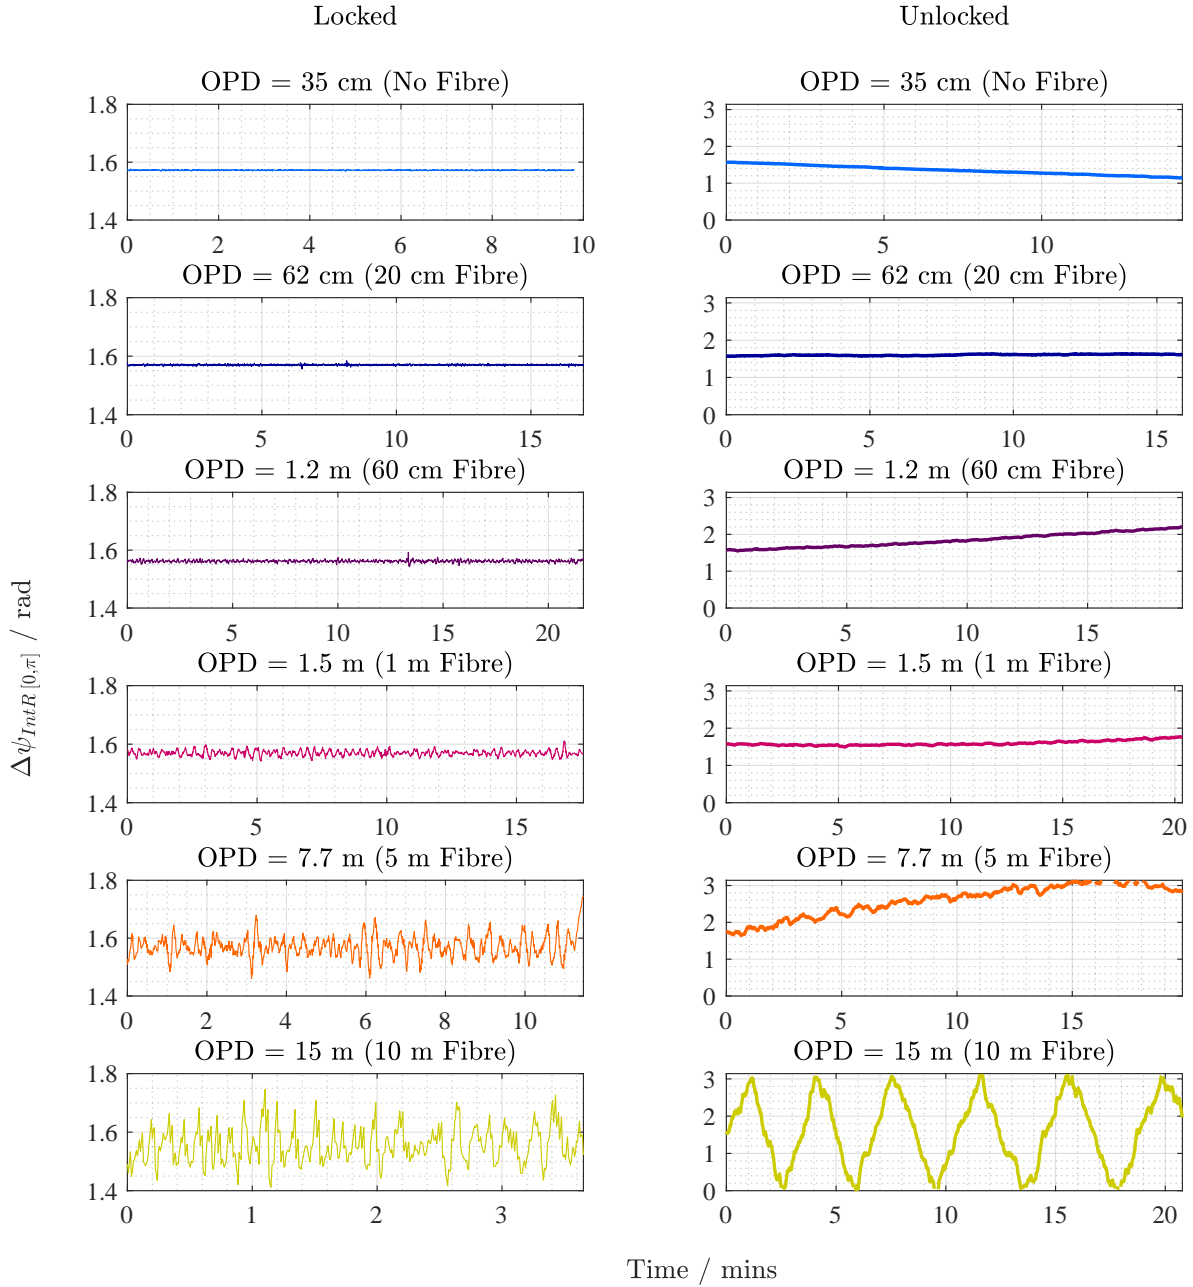 Locked
Unlocked
OPD = 35 cm (No Fibre)
1.8
1.6
1.4
0 2 4 6 8 10
OPD = 35 cm (No Fibre)
3
2
1
0
0 5 10
OPD = 62 cm (20 cm Fibre)
1.8
1.6
1.4
0 5 10 15
OPD = 62 cm (20 cm Fibre)
3
2
1
0
0 5 10 15
OPD = 1.2 m (60 cm Fibre)
1.8
1.6
1.4
0 5 10 15 20
OPD = 1.2 m (60 cm Fibre)
3
2
1
0
0 5 10 15
OPD = 1.5 m (1 m Fibre)
1.8
1.6
1.4
0 5 10 15
OPD = 1.5 m (1 m Fibre)
3
2
1
0
0 5 10 15 20
OPD = 7.7 m (5 m Fibre)
1.8
1.6
1.4
0 2 4 6 8 10
OPD = 7.7 m (5 m Fibre)
3
2
1
0
0 5 10 15
OPD = 15 m (10 m Fibre)
1.8
1.6
1.4
0 1 2 3
OPD = 15 m (10 m Fibre)
3
2
1
0
0 5 10 15 20
Δψ_IntR [0,π] / rad
Time / mins